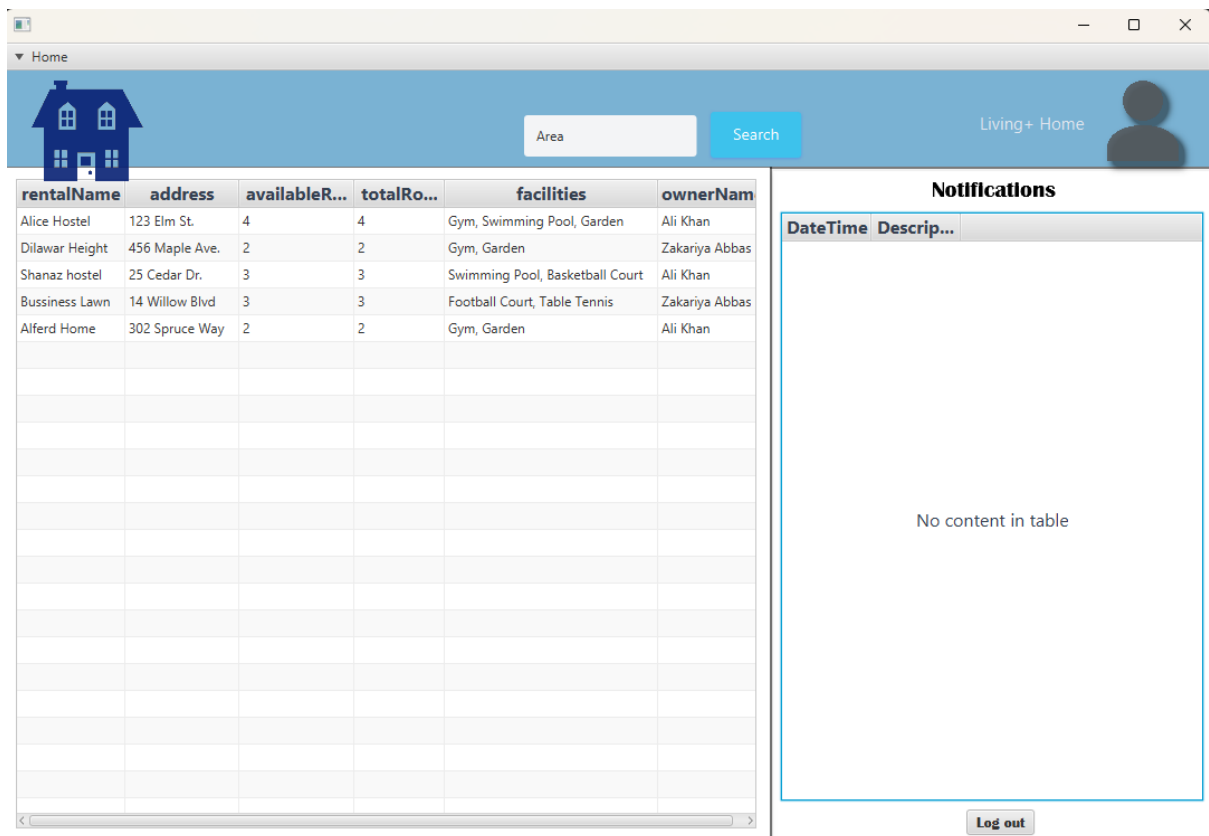 Home
Area
Search
Living+ Home
rentalName address availableR... totalRo... facilities ownerNam
Alice Hostel 123 Elm St. 4 4 Gym, Swimming Pool, Garden Ali Khan
Dilawar Height 456 Maple Ave. 2 2 Gym, Garden Zakariya Abbas
Shanaz hostel 25 Cedar Dr. 3 3 Swimming Pool, Basketball Court Ali Khan
Bussiness Lawn 14 Willow Blvd 3 3 Football Court, Table Tennis Zakariya Abbas
Alferd Home 302 Spruce Way 2 2 Gym, Garden Ali Khan
Notifications
DateTime Descrip...
No content in table
Log out